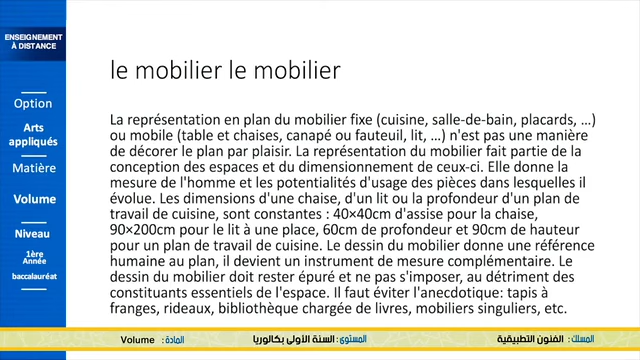 ENSEIGNEMENT
À DISTANCE
Option
Arts
appliqués
Matière
Volume
Niveau
1ère
Année
baccalauréat
le mobilier le mobilier
La représentation en plan du mobilier fixe (cuisine, salle-de-bain, placards, ...)
ou mobile (table et chaises, canapé ou fauteuil, lit, ...) n'est pas une manière
de décorer le plan par plaisir. La représentation du mobilier fait partie de la
conception des espaces et du dimensionnement de ceux-ci. Elle donne la
mesure de l'homme et les potentialités d'usage des pièces dans lesquelles il
évolue. Les dimensions d'une chaise, d'un lit ou la profondeur d'un plan de
travail de cuisine, sont constantes : 40×40cm d'assise pour la chaise,
90×200cm pour le lit à une place, 60cm de profondeur et 90cm de hauteur
pour un plan de travail de cuisine. Le dessin du mobilier donne une référence
humaine au plan, il devient un instrument de mesure complémentaire. Le
dessin du mobilier doit rester épuré et ne pas s'imposer, au détriment des
constituants essentiels de l'espace. Il faut éviter l'anecdotique: tapis à
franges, rideaux, bibliothèque chargée de livres, mobiliers singuliers, etc.
المسلك: الفنون التطبيقية المستوى: السنة الأولى بكالوريا المادة: Volume